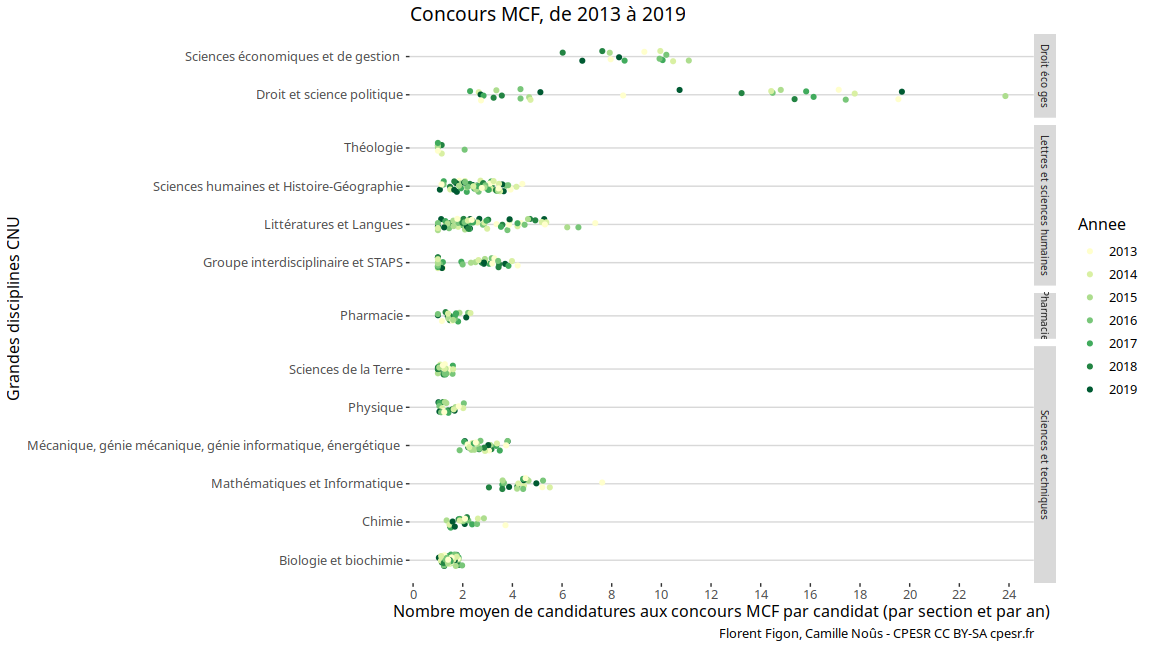 Concours MCF, de 2013 à 2019
Grandes disciplines CNU
Sciences économiques et de gestion
Droit et science politique
Droit éco ges
Théologie
Sciences humaines et Histoire-Géographie
Littératures et Langues
Groupe interdisciplinaire et STAPS
Lettres et sciences humaines
Pharmacie
Pharmacie
Sciences de la Terre
Physique
Mécanique, génie mécanique, génie informatique, énergétique
Mathématiques et Informatique
Chimie
Biologie et biochimie
Sciences et techniques
0 2 4 6 8 10 12 14 16 18 20 22 24
Nombre moyen de candidatures aux concours MCF par candidat (par section et par an)
Florent Figon, Camille Noûs - CPESR CC BY-SA cpesr.fr
Annee
2013
2014
2015
2016
2017
2018
2019